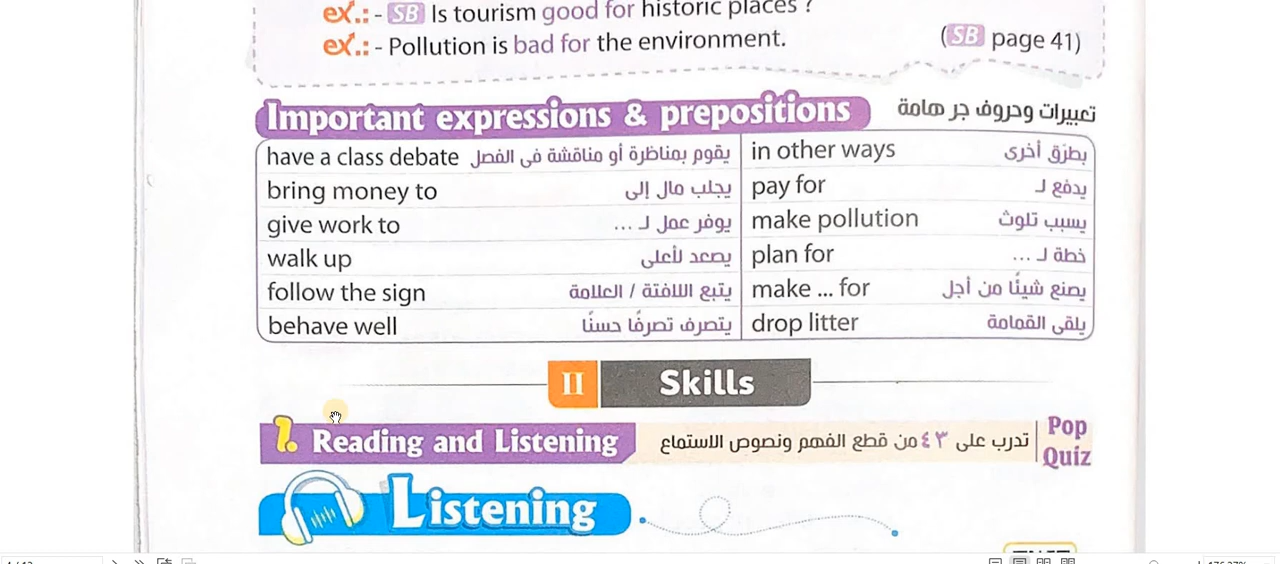 ex.: - SB Is tourism good for historic places ?
ex.: - Pollution is bad for the environment. (SB page 41)
Important expressions & prepositions تعبيرات وحروف جر هامة
have a class debate يقوم بمناظرة أو مناقشة فى الفصل in other ways بطرق أخرى
bring money to يجلب مال إلى pay for يدفع لـ
give work to يوفر عمل لـ ... make pollution يسبب تلوث
walk up يصعد لأعلى plan for خطة لـ ...
follow the sign يتبع اللافتة / العلامة make ... for يصنع شيئًا من أجل
behave well يتصرف تصرفًا حسنًا drop litter يلقى القمامة
II Skills
1. Reading and Listening تدرب على ٤٣ من قطع الفهم ونصوص الاستماع Pop Quiz
Listening